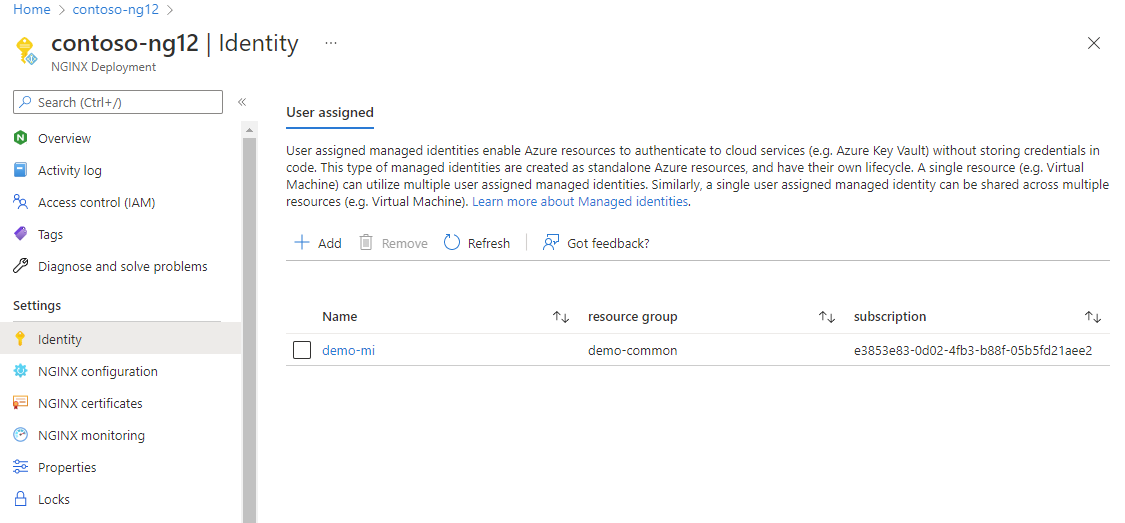 Home > contoso-ng12 >
contoso-ng12 | Identity ...
NGINX Deployment
Search (Ctrl+/)
«
Overview
Activity log
Access control (IAM)
Tags
Diagnose and solve problems
Settings
Identity
NGINX configuration
NGINX certificates
NGINX monitoring
Properties
Locks
User assigned
User assigned managed identities enable Azure resources to authenticate to cloud services (e.g. Azure Key Vault) without storing credentials in
code. This type of managed identities are created as standalone Azure resources, and have their own lifecycle. A single resource (e.g. Virtual
Machine) can utilize multiple user assigned managed identities. Similarly, a single user assigned managed identity can be shared across multiple
resources (e.g. Virtual Machine). Learn more about Managed identities.
Add Remove Refresh Got feedback?
Name resource group subscription
demo-mi demo-common e3853e83-0d02-4fb3-b88f-05b5fd21aee2